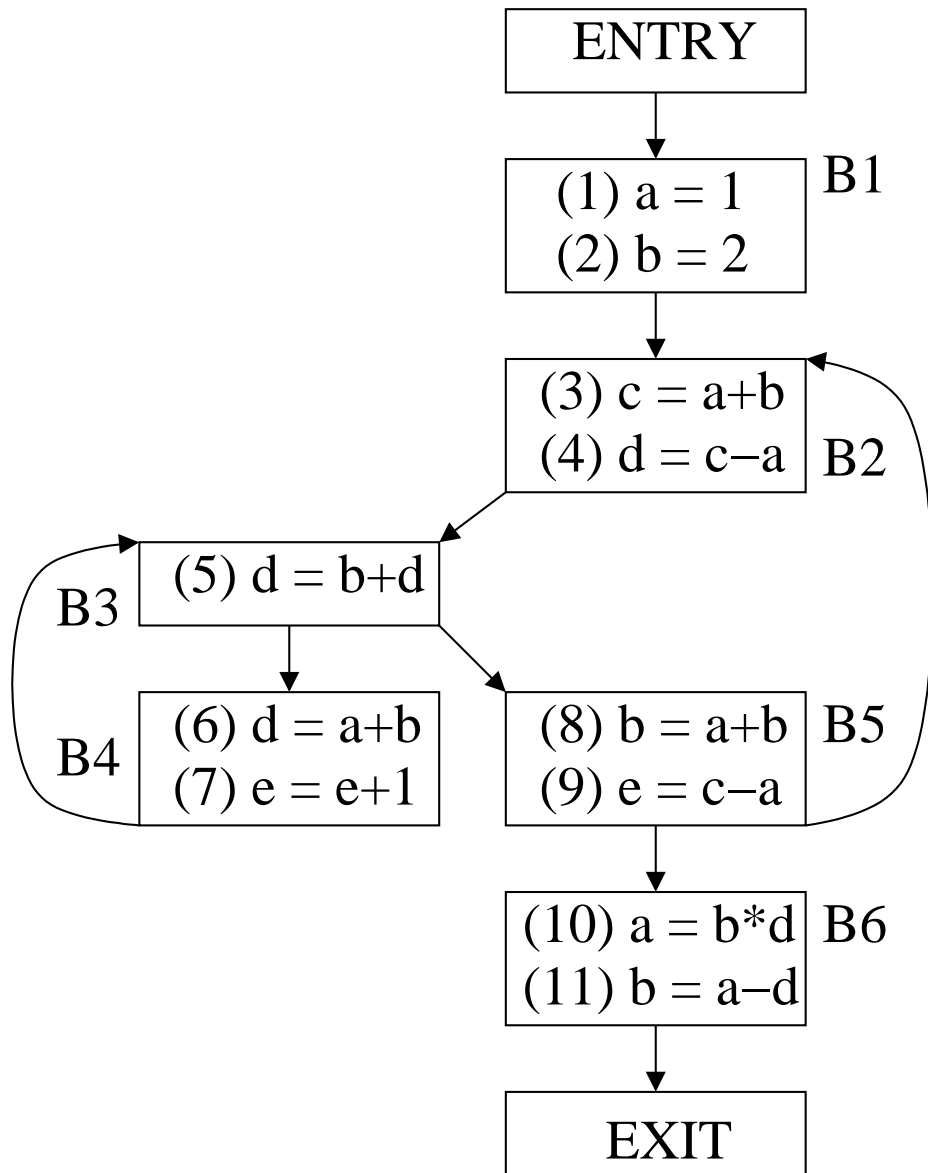 ENTRY
B1
(1) a = 1
(2) b = 2
(3) c = a+b
(4) d = c−a
B2
(5) d = b+d
B3
(6) d = a+b
(7) e = e+1
B4
(8) b = a+b
(9) e = c−a
B5
(10) a = b*d
(11) b = a−d
B6
EXIT